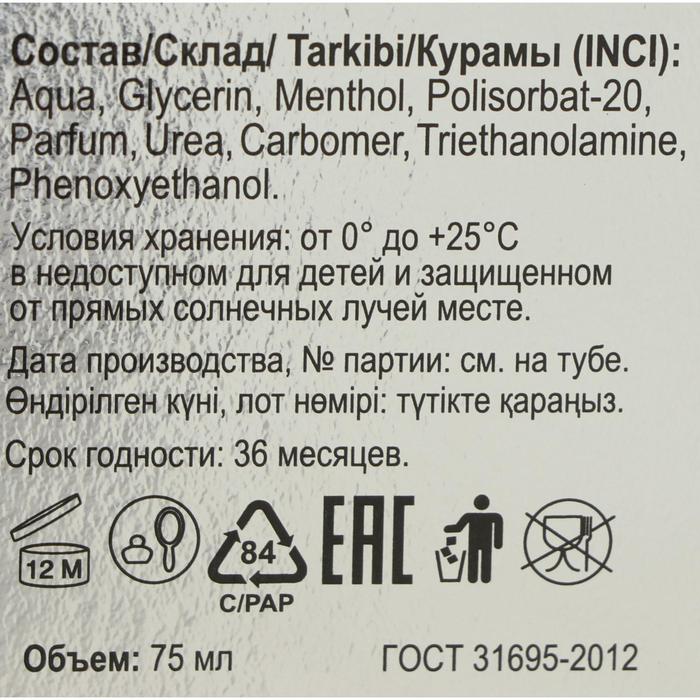 Состав/Склад/ Tarkibi/Курамы (INCI):
Aqua, Glycerin, Menthol, Polisorbat-20,
Parfum, Urea, Carbomer, Triethanolamine,
Phenoxyethanol.
Условия хранения: от 0° до +25°C
в недоступном для детей и защищенном
от прямых солнечных лучей месте.
Дата производства, № партии: см. на тубе.
Өндірілген күні, лот нөмірі: түтікте қараңыз.
Срок годности: 36 месяцев.
12 M
84
C/PAP
EAC
Объем: 75 мл
ГОСТ 31695-2012